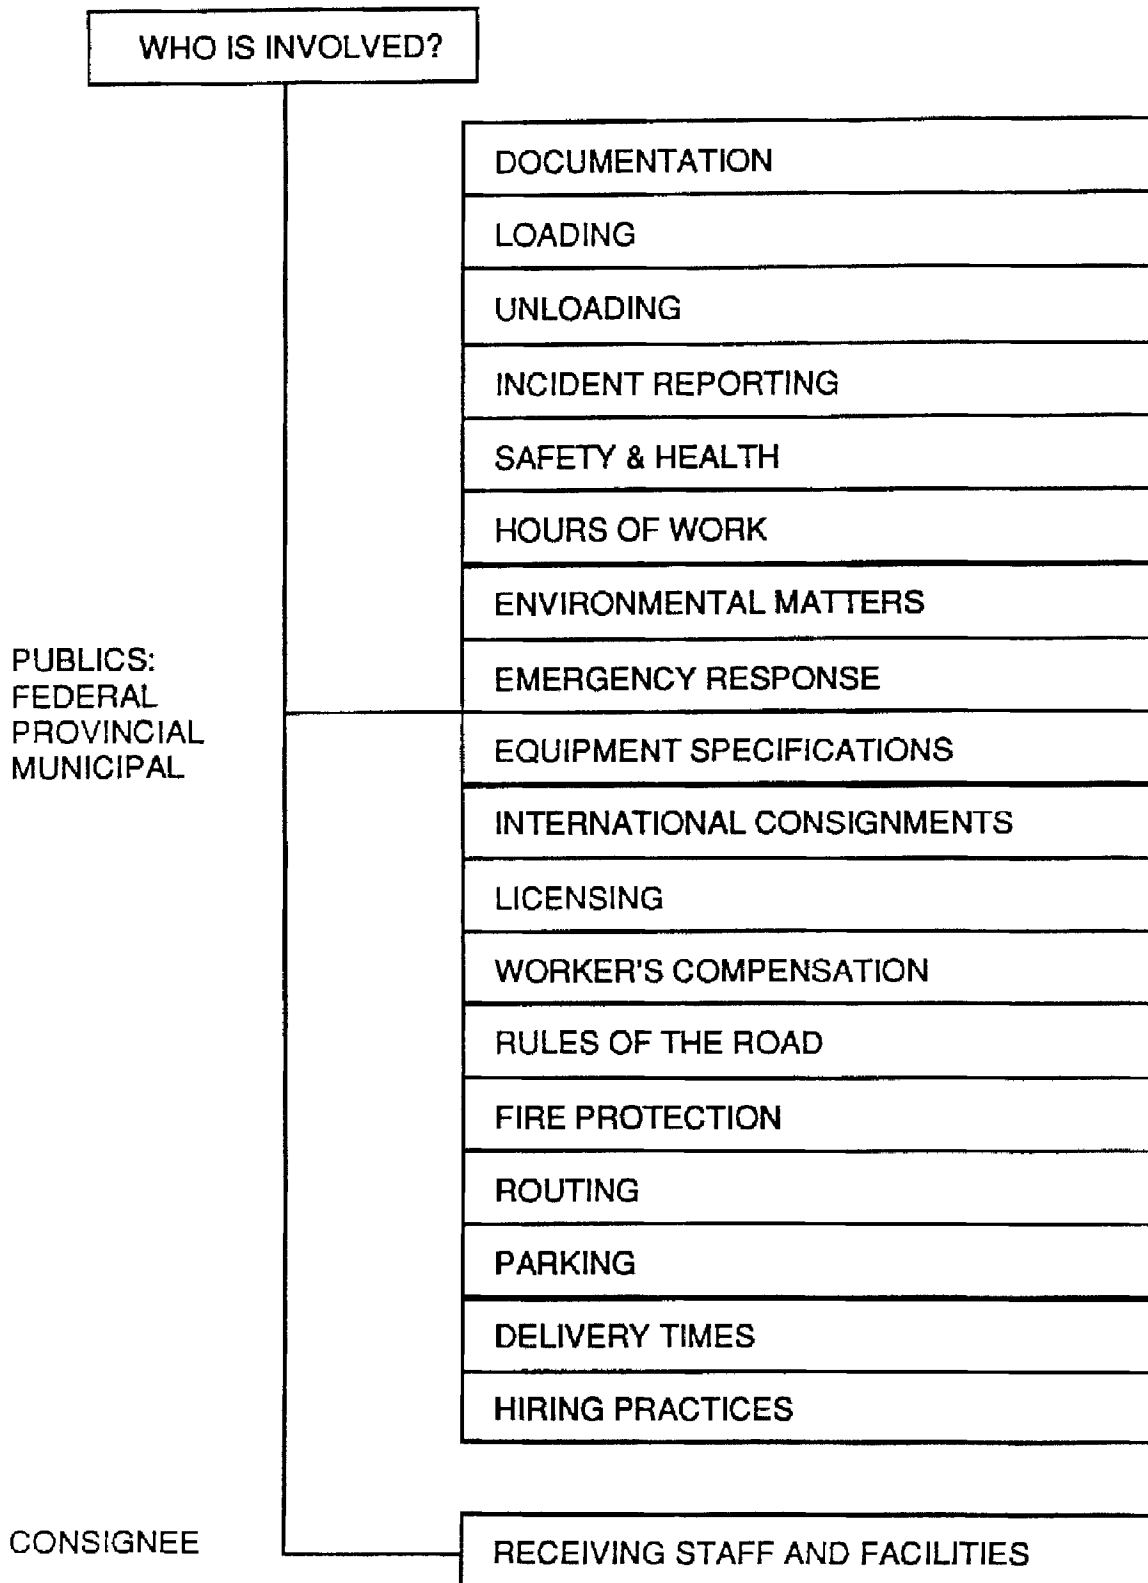 WHO IS INVOLVED?
DOCUMENTATION
LOADING
UNLOADING
INCIDENT REPORTING
SAFETY & HEALTH
HOURS OF WORK
ENVIRONMENTAL MATTERS
EMERGENCY RESPONSE
PUBLICS:
FEDERAL
PROVINCIAL
MUNICIPAL
EQUIPMENT SPECIFICATIONS
INTERNATIONAL CONSIGNMENTS
LICENSING
WORKER'S COMPENSATION
RULES OF THE ROAD
FIRE PROTECTION
ROUTING
PARKING
DELIVERY TIMES
HIRING PRACTICES
CONSIGNEE
RECEIVING STAFF AND FACILITIES